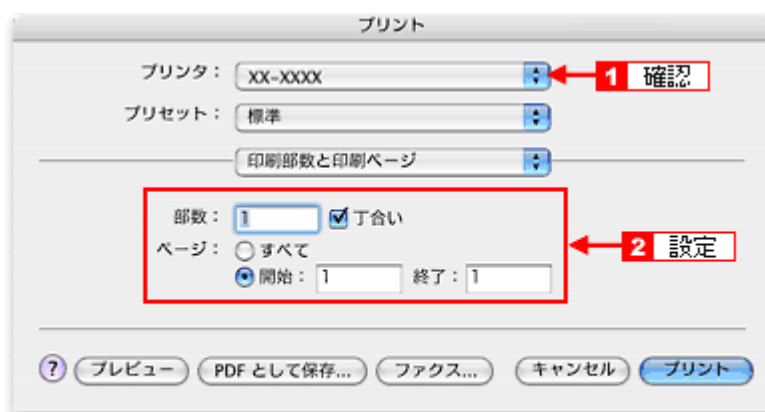 プリント
プリンタ： XX-XXXX 1 確認
プリセット： 標準
印刷部数と印刷ページ
部数： 1 丁合い
ページ： すべて
開始： 1 終了： 1
2 設定
? プレビュー PDF として保存... ファクス... キャンセル プリント